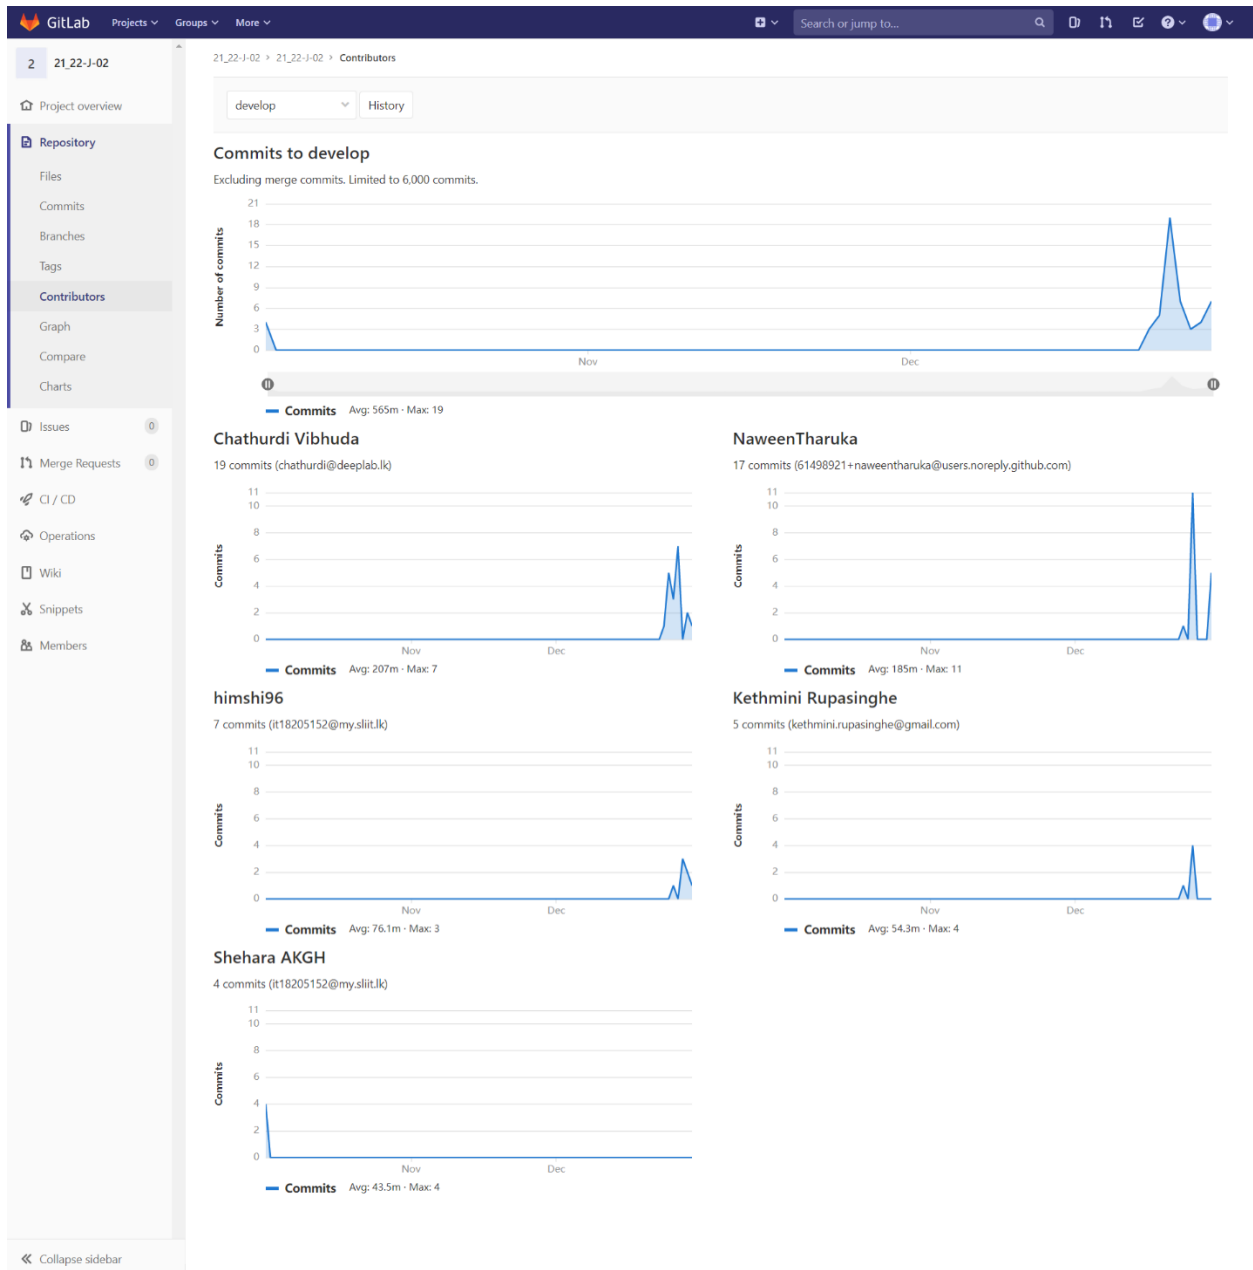 GitLab Projects Groups More Search or jump to...
2 21_22-J-02
Project overview
Repository
Files
Commits
Branches
Tags
Contributors
Graph
Compare
Charts
Issues 0
Merge Requests 0
CI / CD
Operations
Wiki
Snippets
Members
Collapse sidebar
21_22-J-02 > 21_22-J-02 > Contributors
develop History
Commits to develop
Excluding merge commits. Limited to 6,000 commits.
Number of commits
21
18
15
12
9
6
3
0
Nov Dec
Commits Avg: 565m · Max: 19
Chathurdi Vibhuda
19 commits (chathurdi@deeplab.lk)
Commits
11
10
8
6
4
2
0
Nov Dec
Commits Avg: 207m · Max: 7
NaweenTharuka
17 commits (61498921+naweentharuka@users.noreply.github.com)
Commits
11
10
8
6
4
2
0
Nov Dec
Commits Avg: 185m · Max: 11
himshi96
7 commits (it18205152@my.sliit.lk)
Commits
11
10
8
6
4
2
0
Nov Dec
Commits Avg: 76.1m · Max: 3
Kethmini Rupasinghe
5 commits (kethmini.rupasinghe@gmail.com)
Commits
11
10
8
6
4
2
0
Nov Dec
Commits Avg: 54.3m · Max: 4
Shehara AKGH
4 commits (it18205152@my.sliit.lk)
Commits
11
10
8
6
4
2
0
Nov Dec
Commits Avg: 43.5m · Max: 4